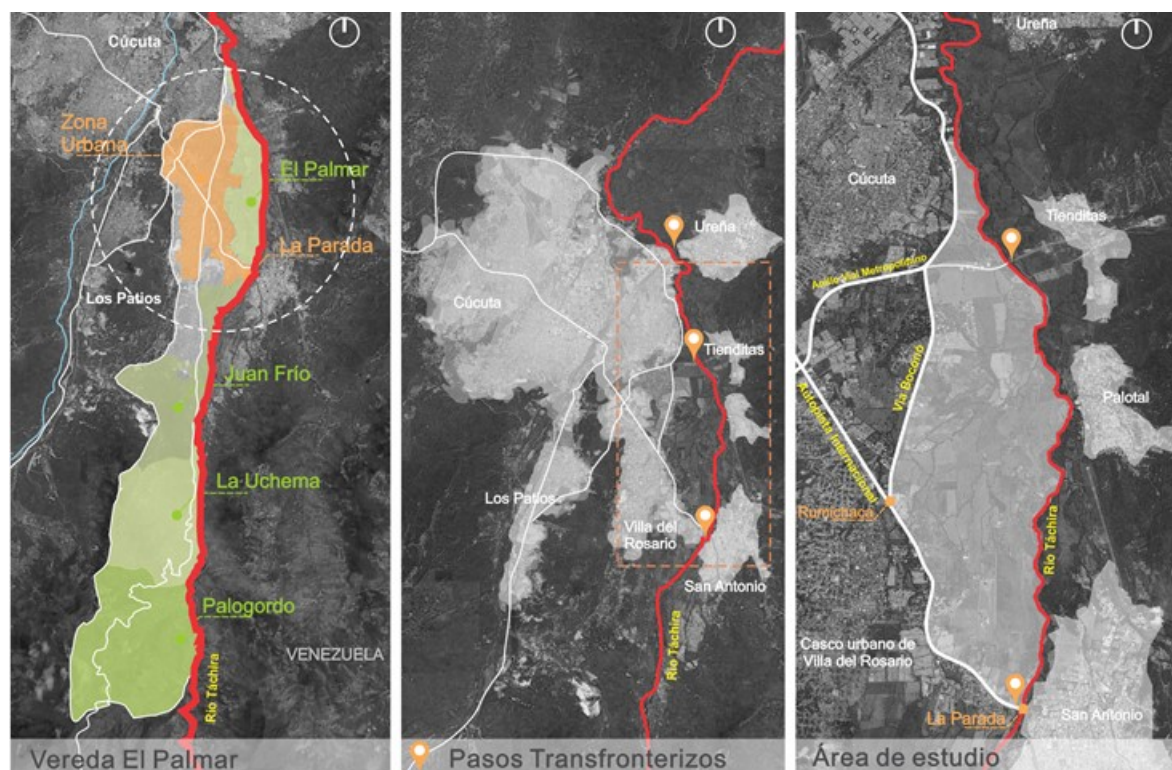 Cúcuta
Zona
Urbana
El Palmar
La Parada
Los Patios
Juan Frío
La Uchema
Palogordo
VENEZUELA
Río Táchira
Vereda El Palmar
Ureña
Cúcuta
Tienditas
Los Patios
Villa del
Rosario
San Antonio
Río Táchira
Pasos Transfronterizos
Ureña
Cúcuta
Tienditas
Anillo Vial Metropolitano
Vía Boconó
Palotal
Autopista Internacional
Rumichaca
Río Táchira
Casco urbano de
Villa del Rosario
La Parada
San Antonio
Área de estudio